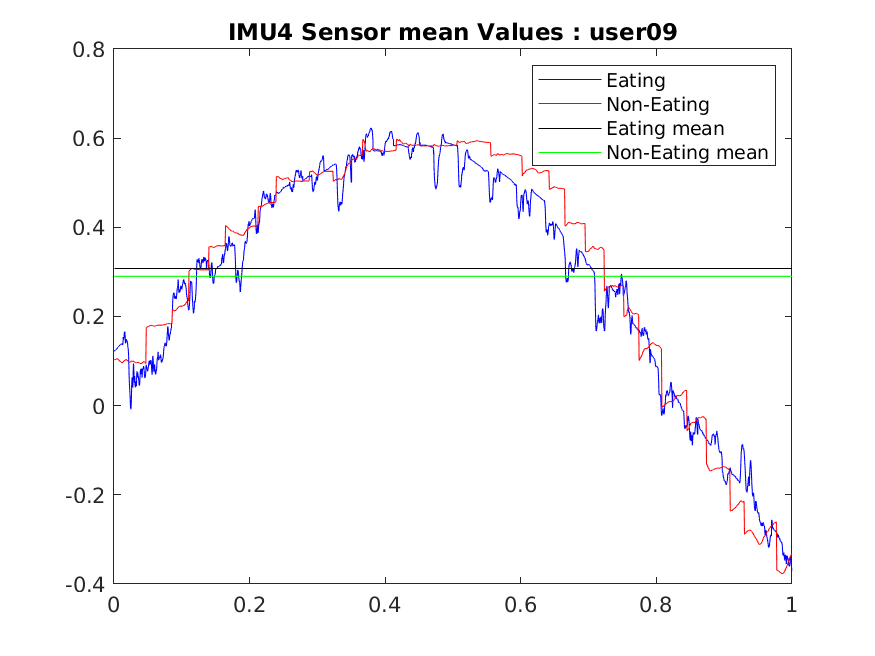 IMU4 Sensor mean Values : user09
0.8
0.6
0.4
0.2
0
-0.2
-0.4
0 0.2 0.4 0.6 0.8 1
Eating
Non-Eating
Eating mean
Non-Eating mean